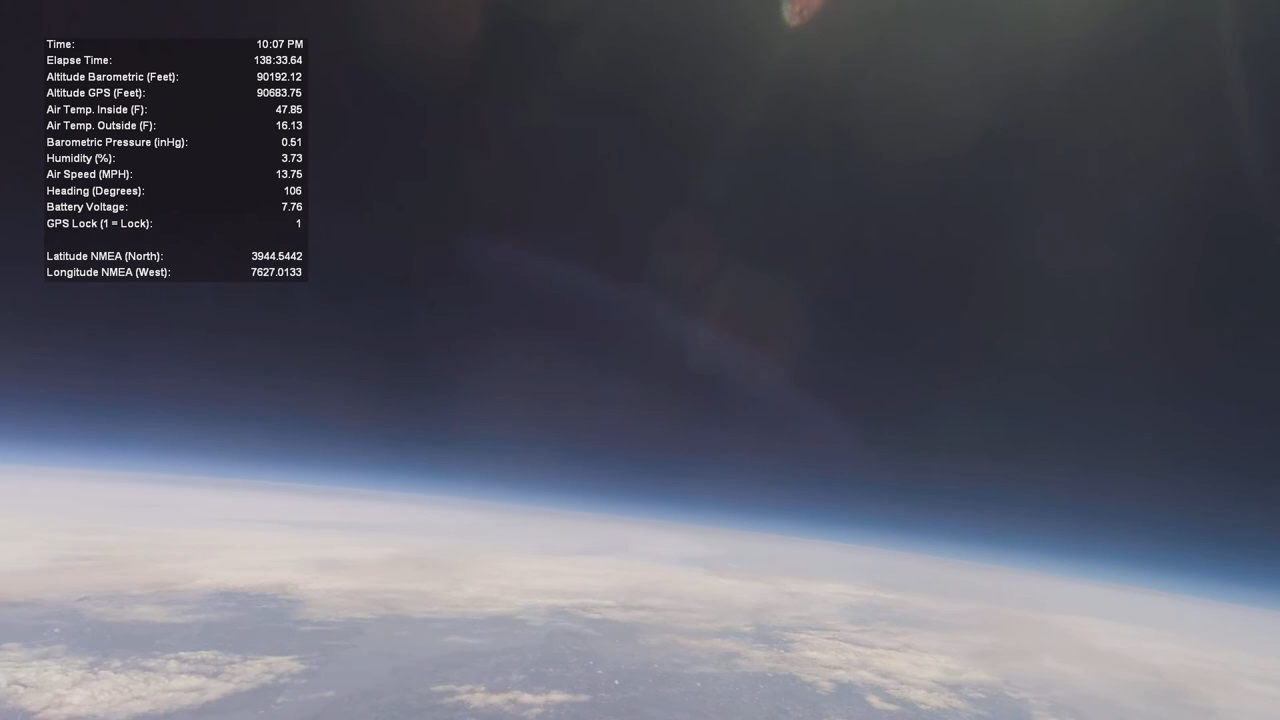 Time: 10:07 PM
Elapse Time: 138:33.64
Altitude Barometric (Feet): 90192.12
Altitude GPS (Feet): 90683.75
Air Temp. Inside (F): 47.85
Air Temp. Outside (F): 16.13
Barometric Pressure (inHg): 0.51
Humidity (%): 3.73
Air Speed (MPH): 13.75
Heading (Degrees): 106
Battery Voltage: 7.76
GPS Lock (1 = Lock): 1
Latitude NMEA (North): 3944.5442
Longitude NMEA (West): 7627.0133